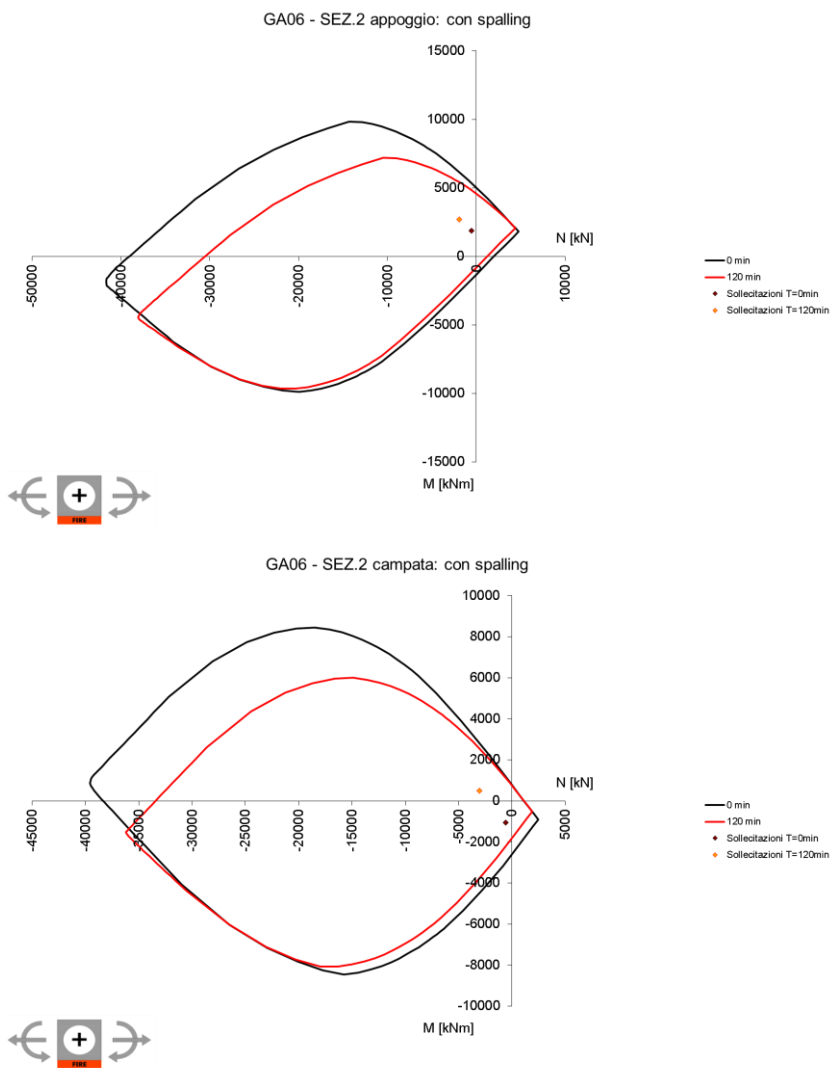 GA06 - SEZ.2 appoggio: con spalling
15000
10000
5000
0
-5000
-10000
-15000
-50000
-40000
-30000
-20000
-10000
0
10000
N [kN]
M [kNm]
0 min
120 min
Sollecitazioni T=0min
Sollecitazioni T=120min
+
FIRE
GA06 - SEZ.2 campata: con spalling
10000
8000
6000
4000
2000
0
-2000
-4000
-6000
-8000
-10000
-45000
-40000
-35000
-30000
-25000
-20000
-15000
-10000
-5000
0
5000
N [kN]
M [kNm]
0 min
120 min
Sollecitazioni T=0min
Sollecitazioni T=120min
+
FIRE